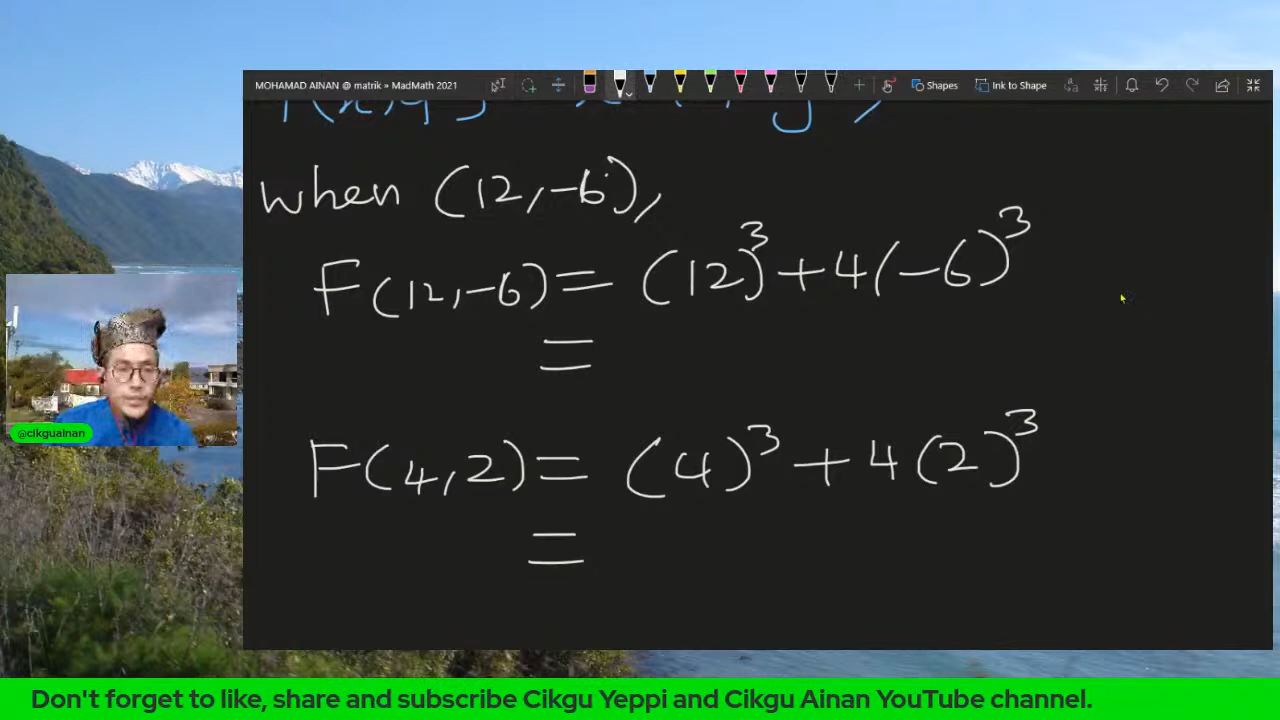 MOHAMAD AINAN @ matrik » MadMath 2021
Shapes
Ink to Shape
when (12,-6),
F(12,-6) = (12)³ + 4(-6)³
=
F(4,2) = (4)³ + 4(2)³
=
@cikguainan
Don't forget to like, share and subscribe Cikgu Yeppi and Cikgu Ainan YouTube channel.